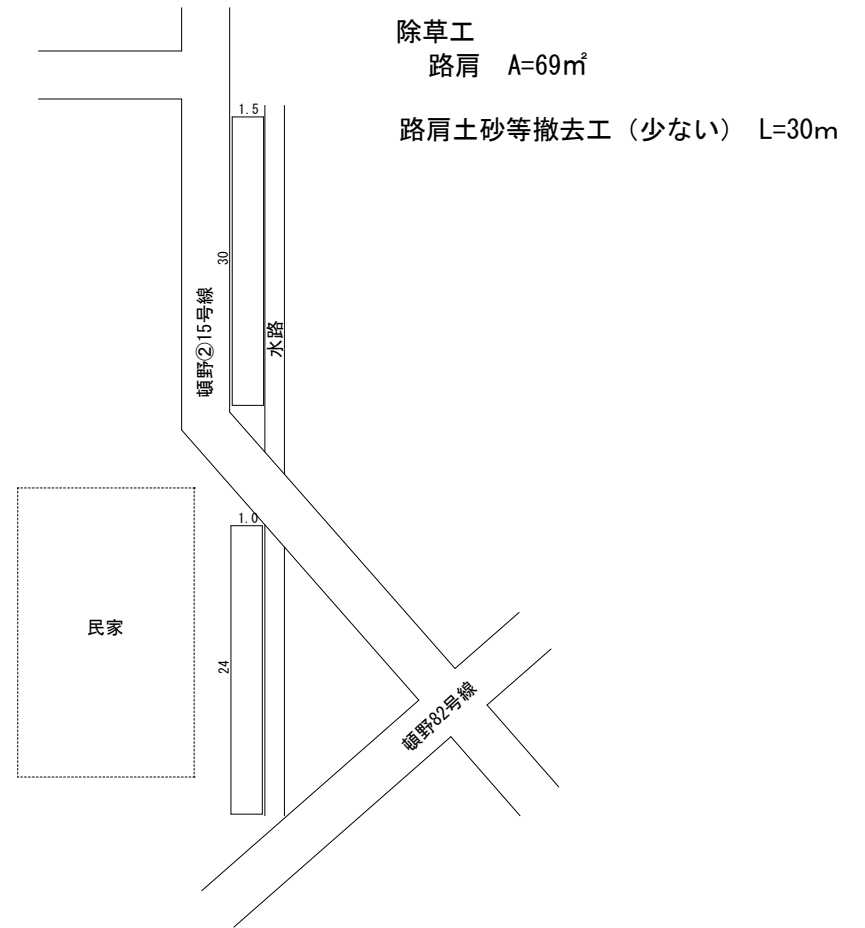 除草工
路肩　A=69㎡
路肩土砂等撤去工（少ない）　L=30m
1.5
30
頓野②15号線
水路
1.0
民家
24
頓野82号線